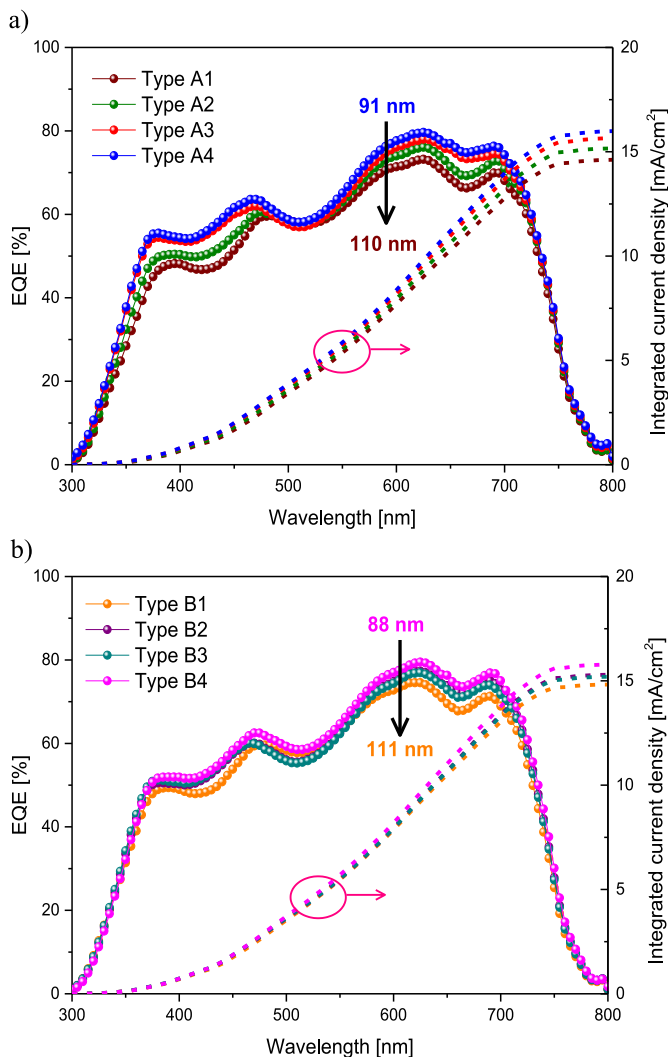 a)
100
80
60
40
20
0
EQE [%]
Type A1
Type A2
Type A3
Type A4
91 nm
110 nm
20
15
10
5
0
Integrated current density [mA/cm²]
300 400 500 600 700 800
Wavelength [nm]
b)
100
80
60
40
20
0
EQE [%]
Type B1
Type B2
Type B3
Type B4
88 nm
111 nm
20
15
10
5
0
Integrated current density [mA/cm²]
300 400 500 600 700 800
Wavelength [nm]